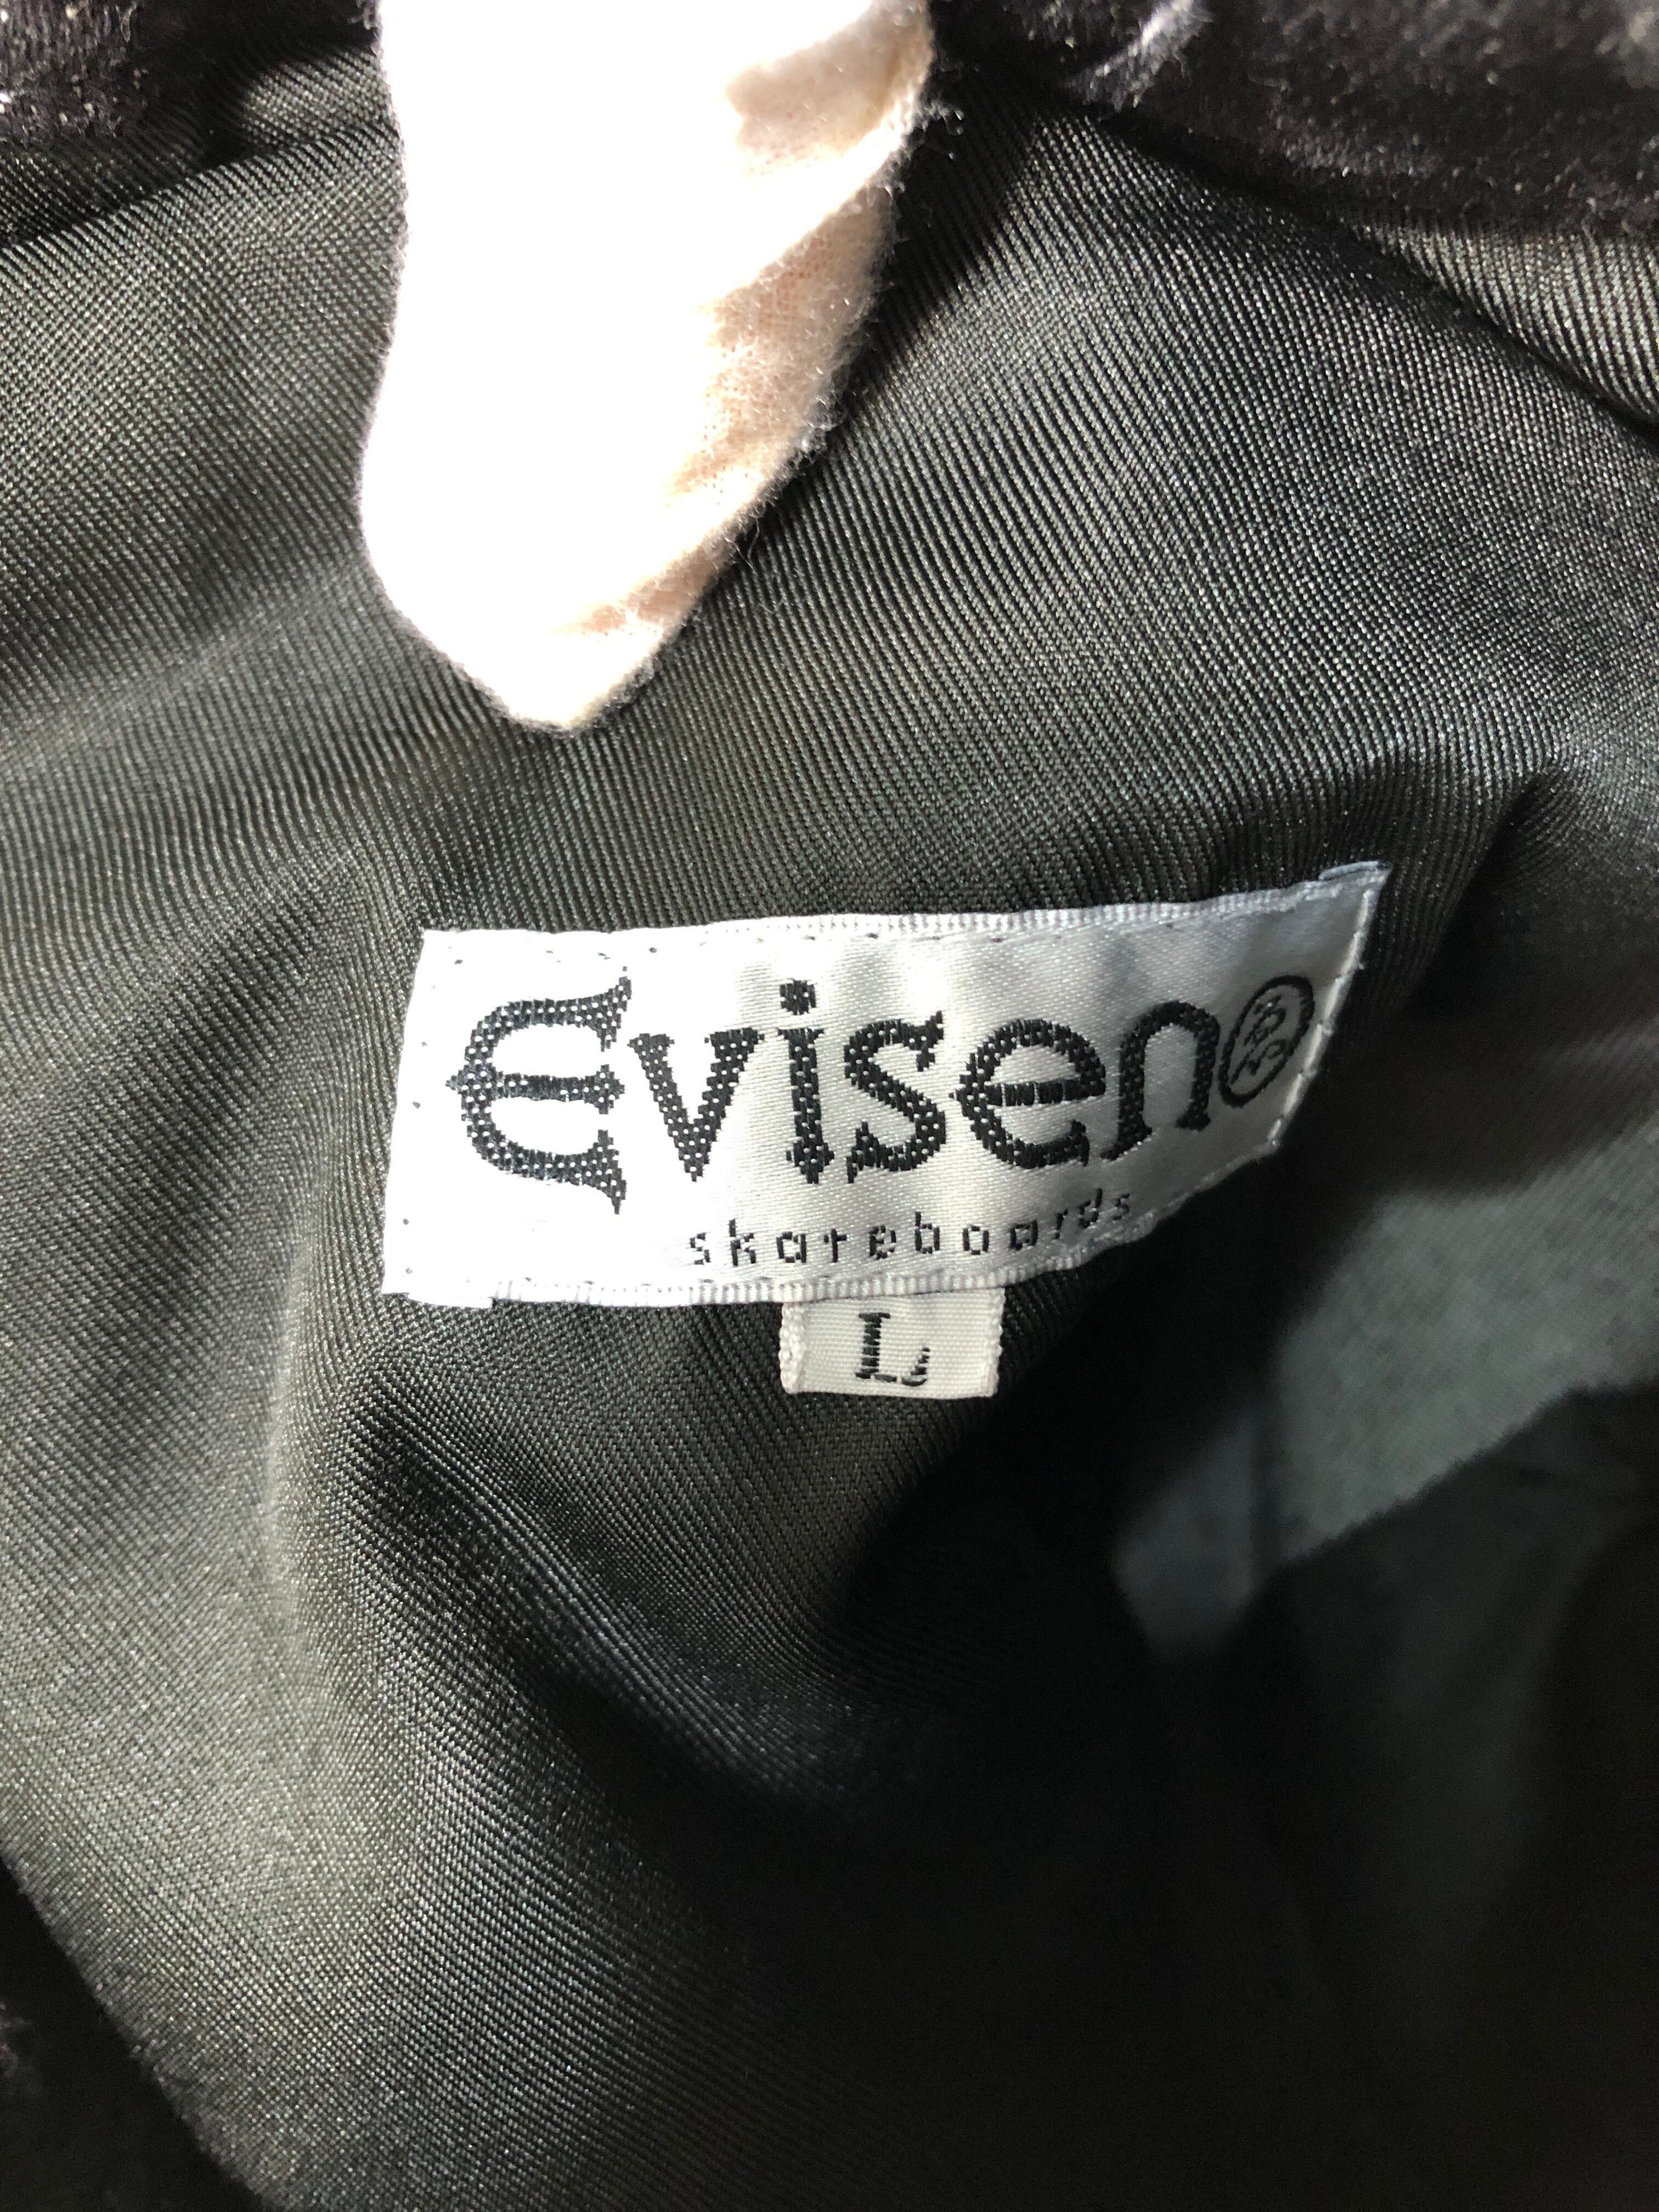 Evisen
skateboards
L